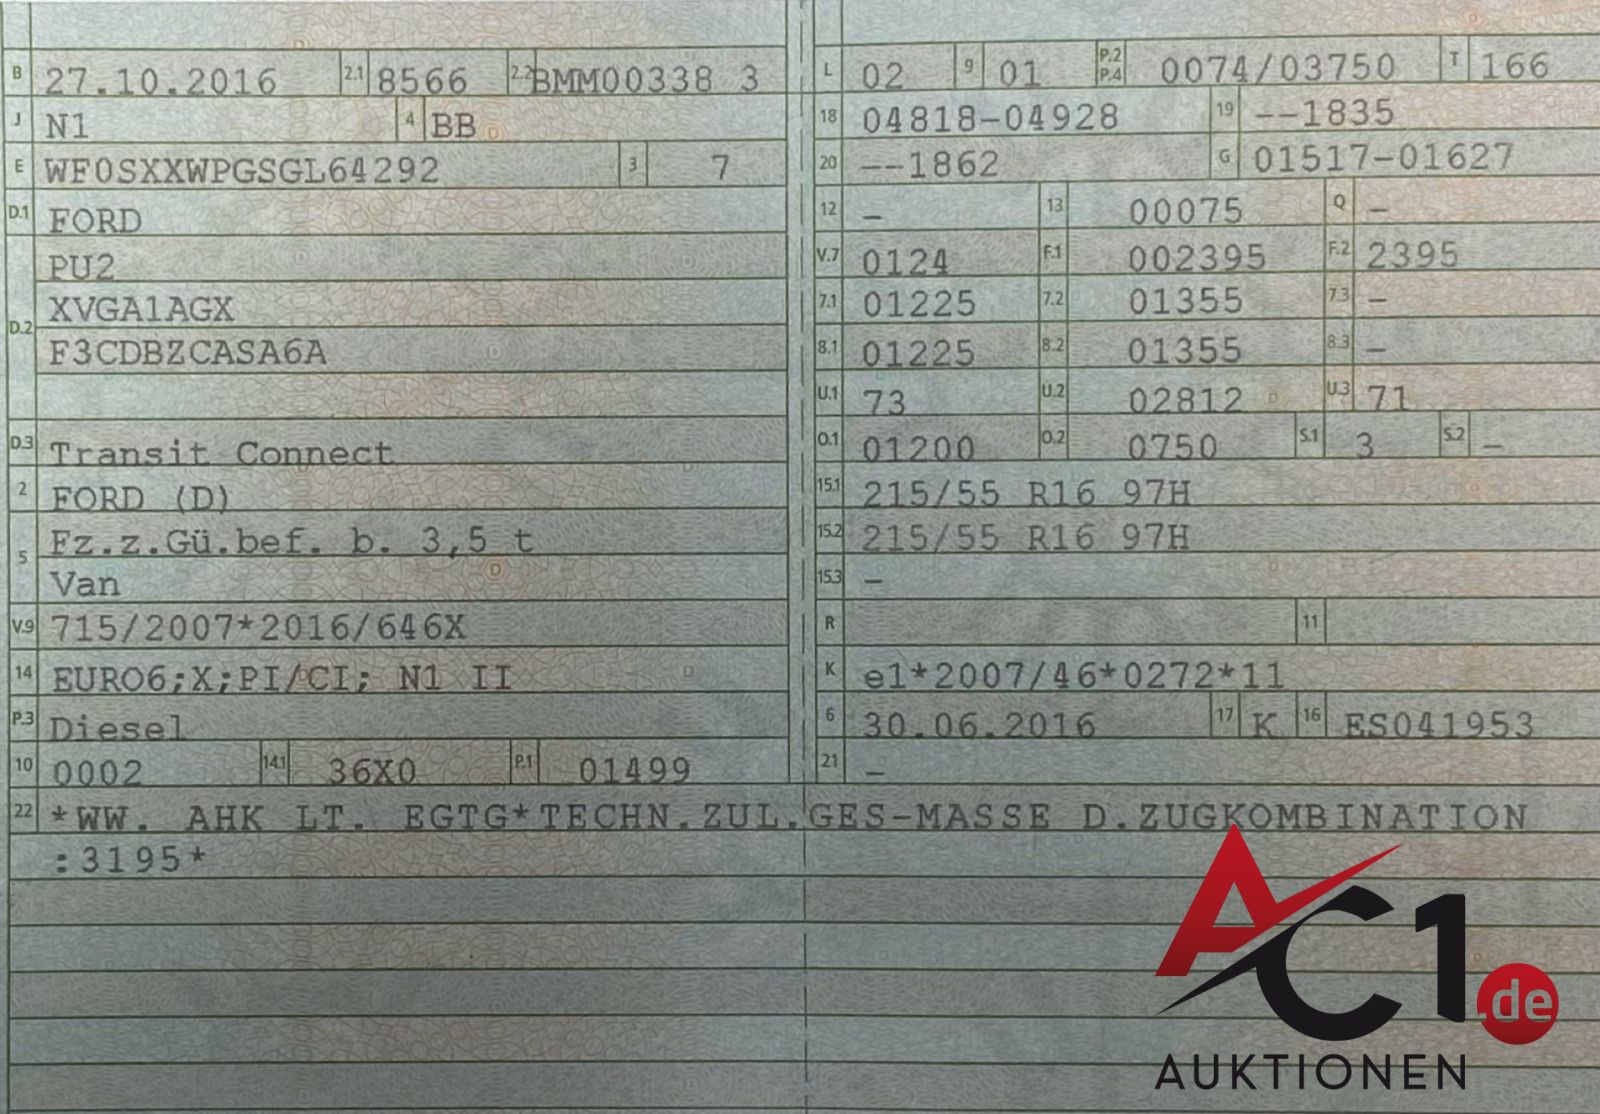 B 27.10.2016 2.1 8566 2.2 BMM00338 3
J N1 4 BB
E WF0SXXWPGSGL64292 3 7
D.1 FORD
PU2
XVGA1AGX
D.2
F3CDBZCASA6A
D.3 Transit Connect
2 FORD (D)
Fz.z.Gü.bef. b. 3,5 t
5
Van
V.9 715/2007*2016/646X
14 EURO6;X;PI/CI; N1 II
P.3 Diesel
10 0002 14.1 36X0 P.1 01499
L 02 9 01 P.2 P.4 0074/03750 T 166
18 04818-04928 19 --1835
20 --1862 G 01517-01627
12 - 13 00075 Q -
V.7 0124 F.1 002395 F.2 2395
7.1 01225 7.2 01355 7.3 -
8.1 01225 8.2 01355 8.3 -
U.1 73 U.2 02812 U.3 71
O.1 01200 O.2 0750 S.1 3 S.2 -
15.1 215/55 R16 97H
15.2 215/55 R16 97H
15.3 -
R 11
K e1*2007/46*0272*11
6 30.06.2016 17 K 16 ES041953
21 -
22 *WW. AHK LT. EGTG*TECHN.ZUL.GES-MASSE D.ZUGKOMBINATION
:3195*
AC1.de
AUKTIONEN